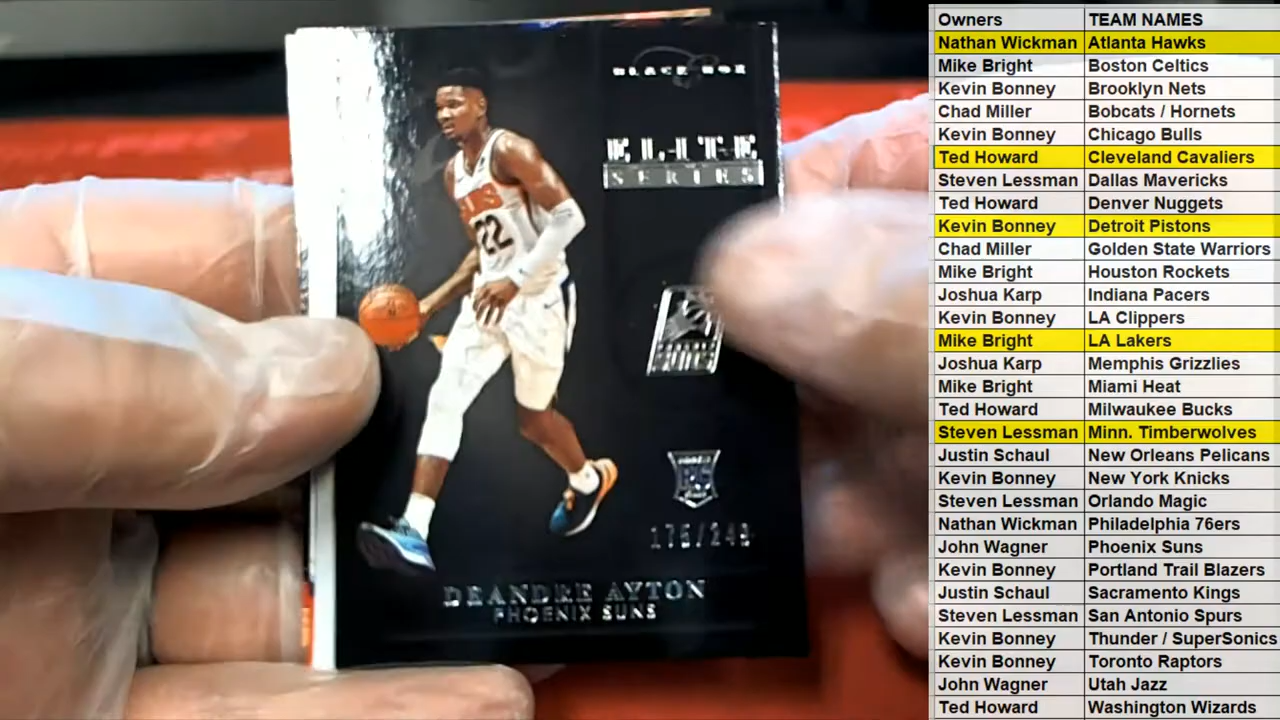 BLACK BOX
ELITE
SERIES
22
SUNS
RC
175/249
DEANDRE AYTON
PHOENIX SUNS
Owners TEAM NAMES
Nathan Wickman Atlanta Hawks
Mike Bright Boston Celtics
Kevin Bonney Brooklyn Nets
Chad Miller Bobcats / Hornets
Kevin Bonney Chicago Bulls
Ted Howard Cleveland Cavaliers
Steven Lessman Dallas Mavericks
Ted Howard Denver Nuggets
Kevin Bonney Detroit Pistons
Chad Miller Golden State Warriors
Mike Bright Houston Rockets
Joshua Karp Indiana Pacers
Kevin Bonney LA Clippers
Mike Bright LA Lakers
Joshua Karp Memphis Grizzlies
Mike Bright Miami Heat
Ted Howard Milwaukee Bucks
Steven Lessman Minn. Timberwolves
Justin Schaul New Orleans Pelicans
Kevin Bonney New York Knicks
Steven Lessman Orlando Magic
Nathan Wickman Philadelphia 76ers
John Wagner Phoenix Suns
Kevin Bonney Portland Trail Blazers
Justin Schaul Sacramento Kings
Steven Lessman San Antonio Spurs
Kevin Bonney Thunder / SuperSonics
Kevin Bonney Toronto Raptors
John Wagner Utah Jazz
Ted Howard Washington Wizards